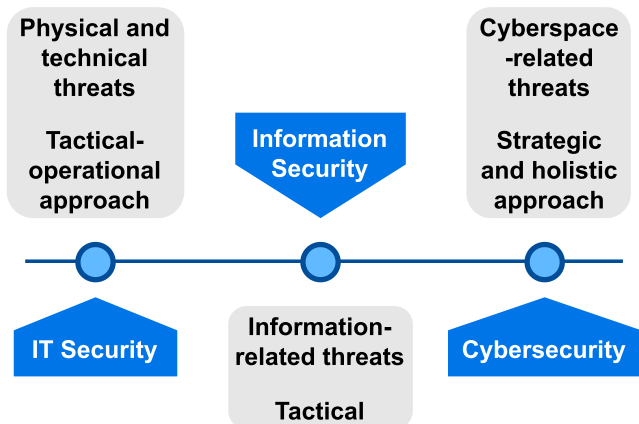 Physical and
technical
threats
Tactical-
operational
approach
Information
Security
Cyberspace
-related
threats
Strategic
and holistic
approach
IT Security
Information-
related threats
Tactical
Cybersecurity